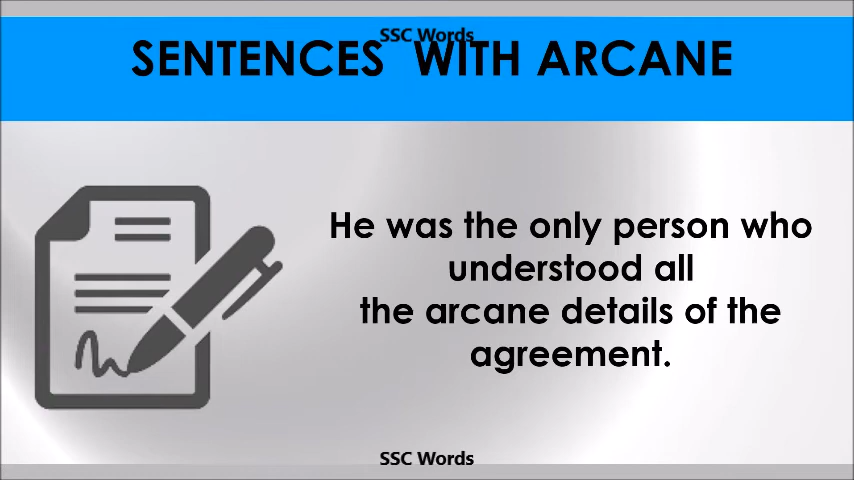 SSC Words
SENTENCES WITH ARCANE
He was the only person who
understood all
the arcane details of the
agreement.
SSC Words